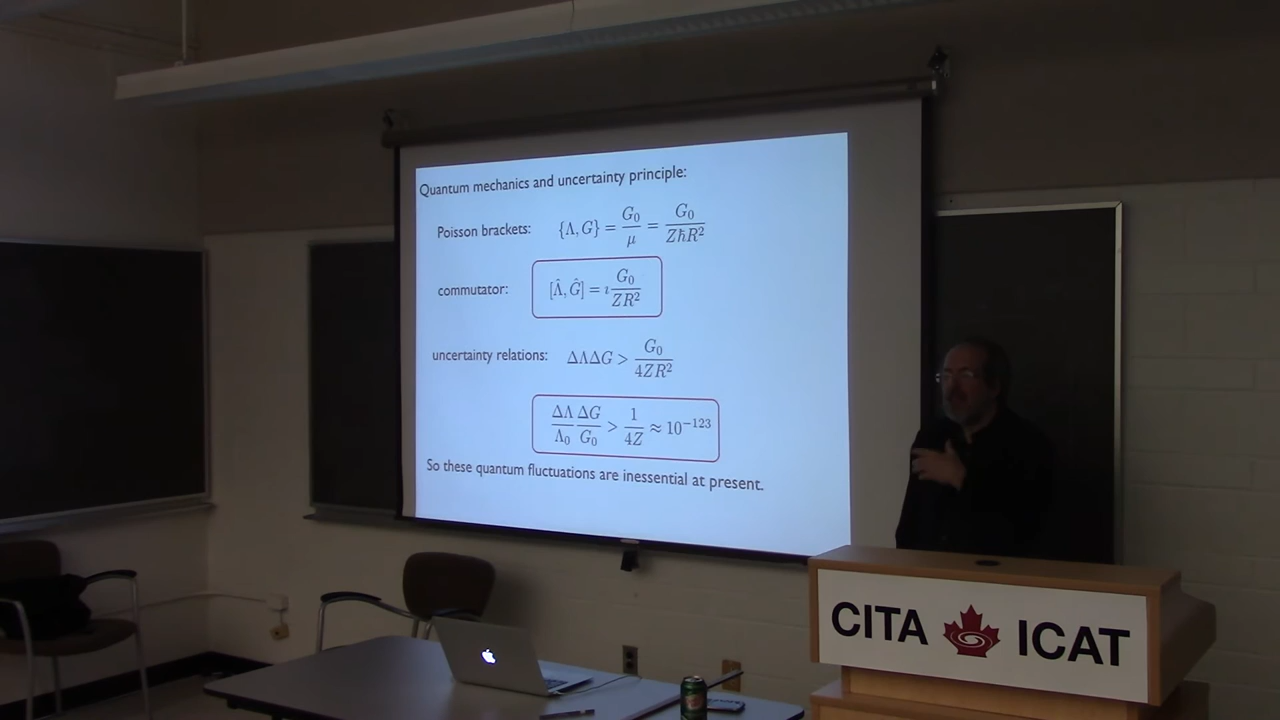 Quantum mechanics and uncertainty principle:
Poisson brackets: {Λ, G} = G₀/μ = G₀/ZℏR²
commutator: [Λ̂, Ĝ] = ı G₀/ZR²
uncertainty relations: ΔΛΔG > G₀/4ZR²
ΔΛ/Λ₀ ΔG/G₀ > 1/4Z ≈ 10⁻¹²³
So these quantum fluctuations are inessential at present.
CITA ICAT